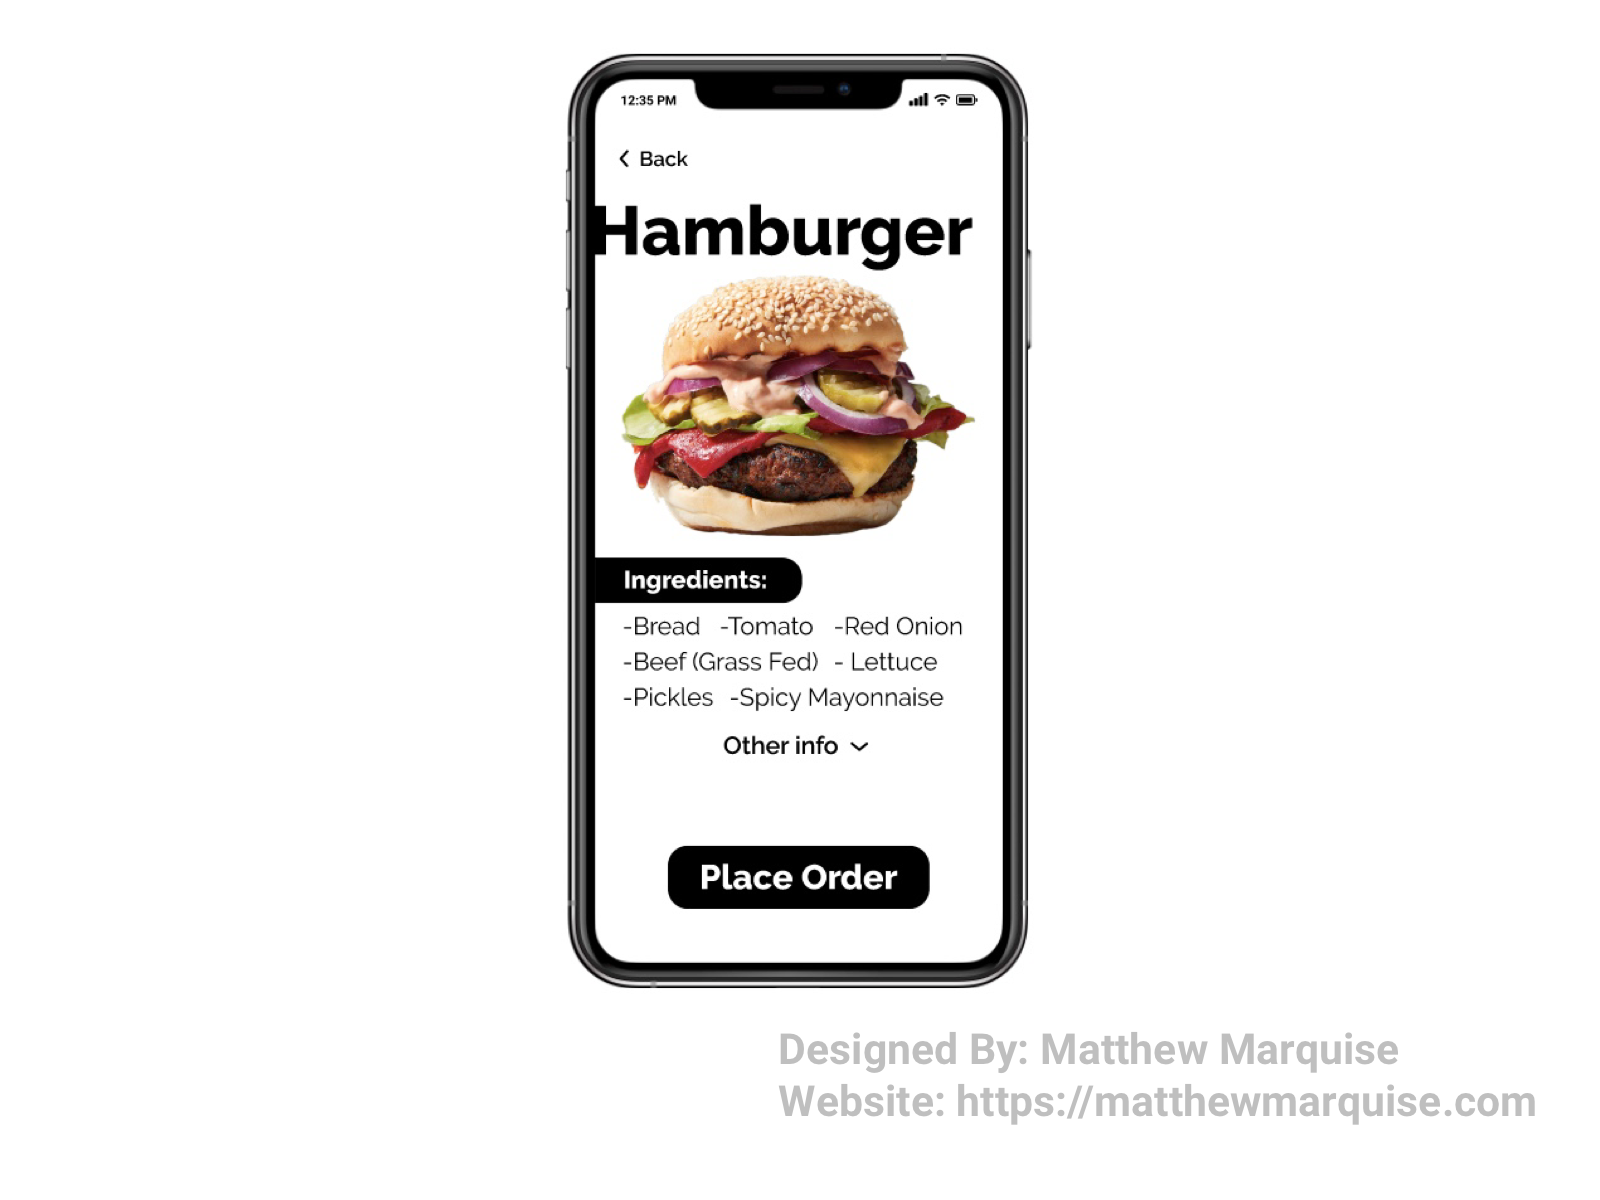 12:35 PM
Back
Hamburger
Ingredients:
-Bread -Tomato -Red Onion
-Beef (Grass Fed) - Lettuce
-Pickles -Spicy Mayonnaise
Other info
Place Order
Designed By: Matthew Marquise
Website: https://matthewmarquise.com